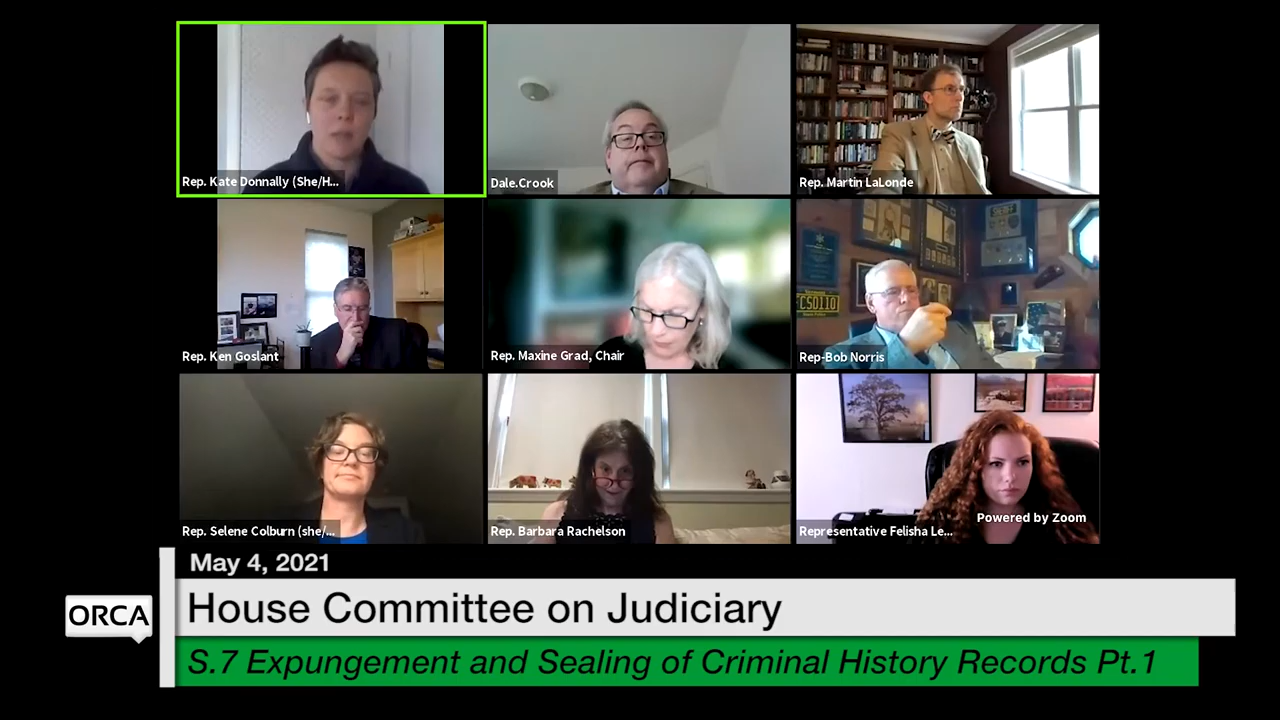 Rep. Kate Donnally (She/H...
Dale.Crook
Rep. Martin LaLonde
Rep. Ken Goslant
Rep. Maxine Grad, Chair
CSD110
Rep-Bob Norris
Rep. Selene Colburn (she/...
Rep. Barbara Rachelson
Representative Felisha Le...
Powered by Zoom
May 4, 2021
ORCA
House Committee on Judiciary
S.7 Expungement and Sealing of Criminal History Records Pt.1